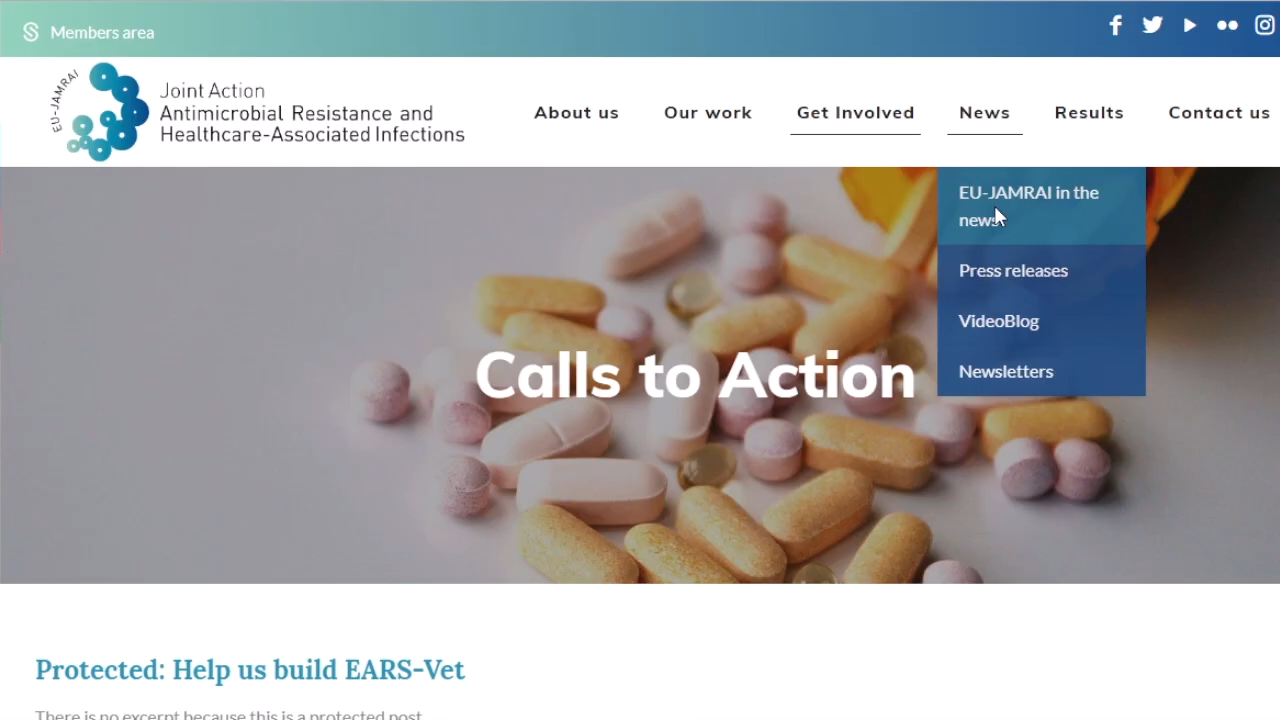 Members area
EU-JAMRAI
Joint Action
Antimicrobial Resistance and
Healthcare-Associated Infections
About us
Our work
Get Involved
News
Results
Contact us
EU-JAMRAI in the
news
Press releases
VideoBlog
Newsletters
Calls to Action
Protected: Help us build EARS-Vet
There is no excerpt because this is a protected post